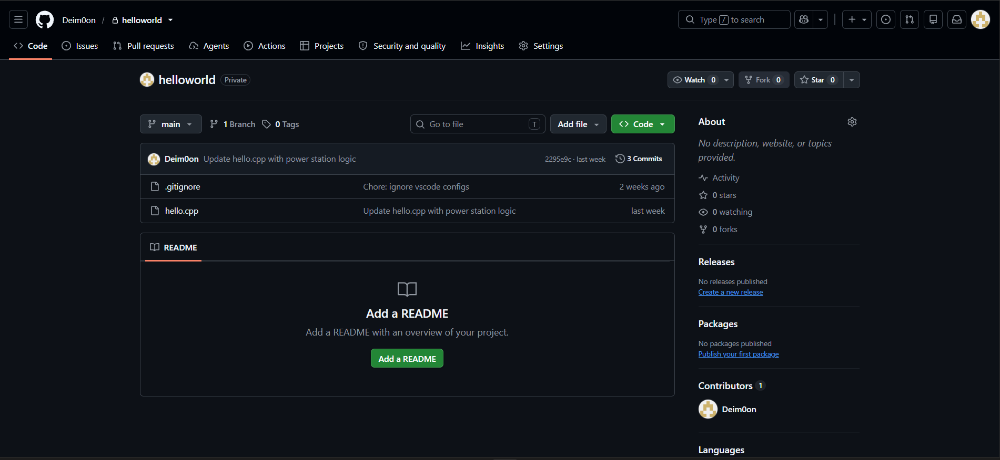 Deim0on / helloworld
Type / to search
Code Issues Pull requests Agents Actions Projects Security and quality Insights Settings
helloworld Private
Watch 0 Fork 0 Star 0
main 1 Branch 0 Tags Go to file T Add file Code
Deim0on Update hello.cpp with power station logic 2295e9c · last week 3 Commits
.gitignore Chore: ignore vscode configs 2 weeks ago
hello.cpp Update hello.cpp with power station logic last week
README
Add a README
Add a README with an overview of your project.
Add a README
About
No description, website, or topics
provided.
Activity
0 stars
0 watching
0 forks
Releases
No releases published
Create a new release
Packages
No packages published
Publish your first package
Contributors 1
Deim0on
Languages